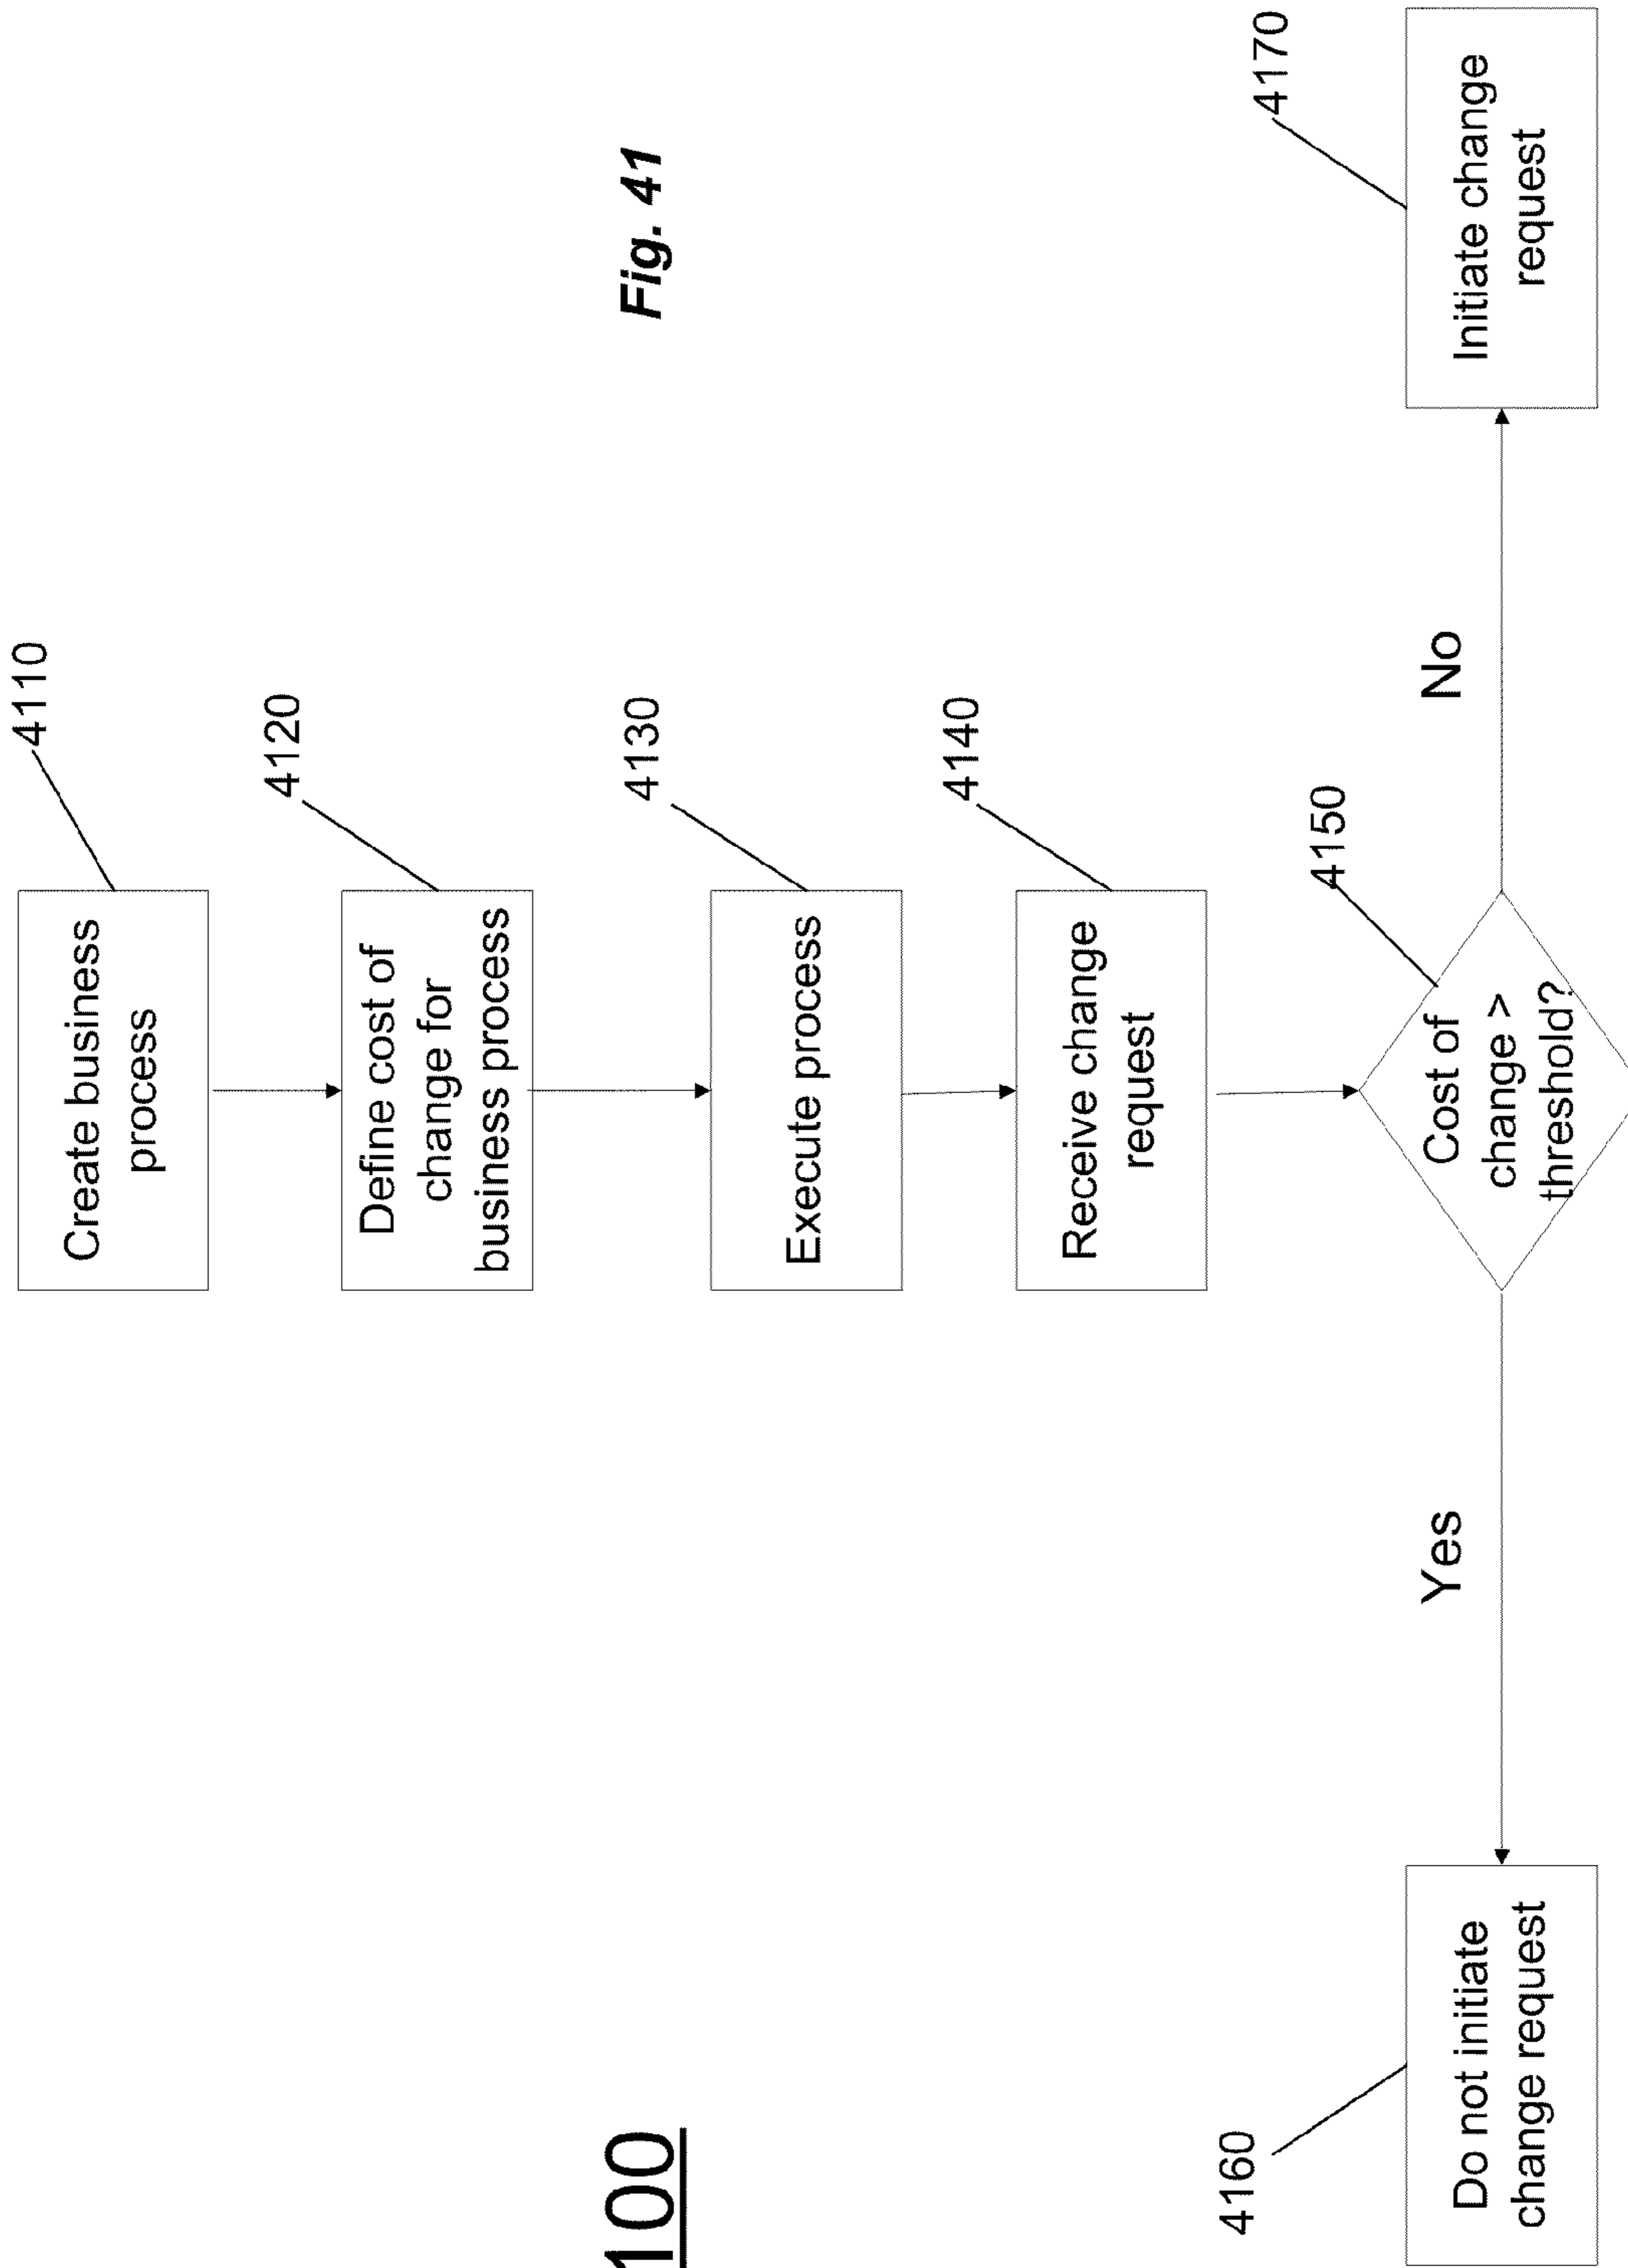 4110
Create business
process
4120
Define cost of
change for
business process
Fig. 41
100
4130
Execute process
4140
Receive change
request
4150
Cost of
change >
threshold?
Yes
No
4160
Do not initiate
change request
4170
Initiate change
request